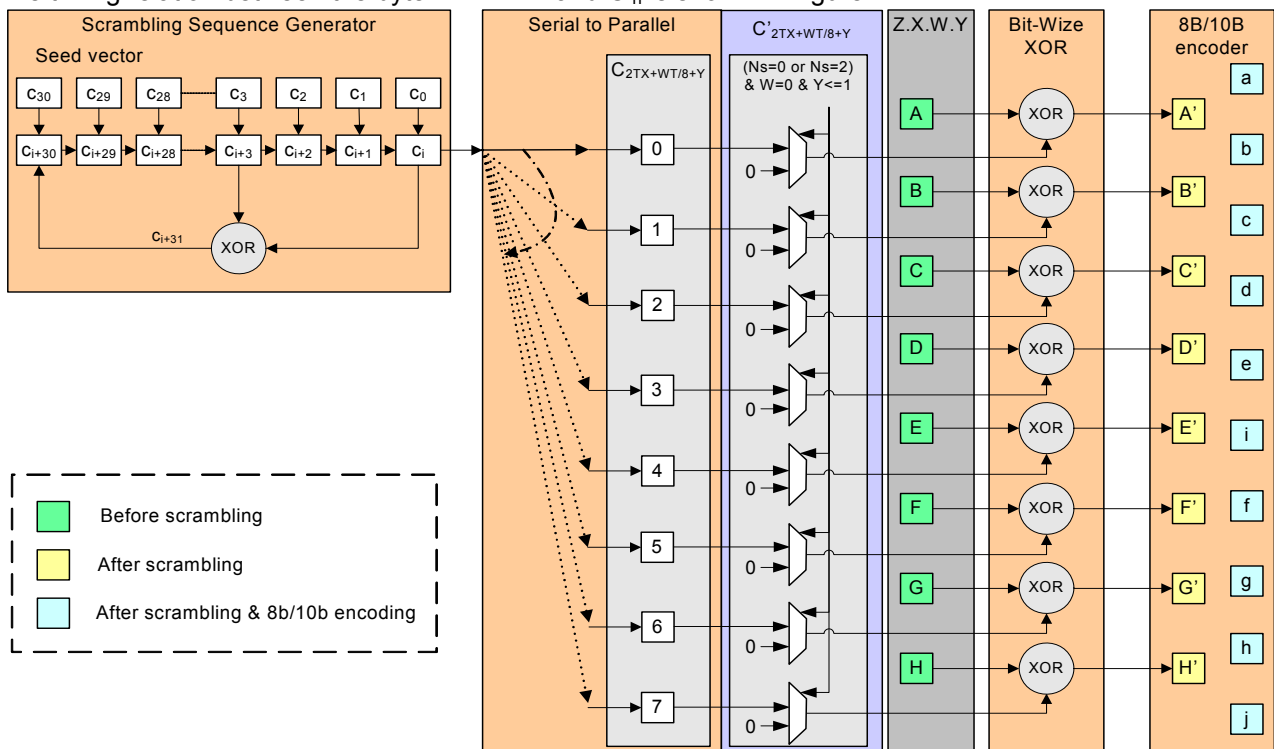 Scrambling Sequence Generator
Seed vector
C30 C29 C28 C3 C2 C1 C0
Ci+30 Ci+29 Ci+28 Ci+3 Ci+2 Ci+1 Ci
Ci+31
XOR
Serial to Parallel
C2TX+WT/8+Y
0
1
2
3
4
5
6
7
C'2TX+WT/8+Y
(Ns=0 or Ns=2)
& W=0 & Y<=1
0
0
0
0
0
0
0
0
Z.X.W.Y
A
B
C
D
E
F
G
H
Bit-Wize
XOR
XOR
XOR
XOR
XOR
XOR
XOR
XOR
XOR
8B/10B
encoder
A'
B'
C'
D'
E'
F'
G'
H'
a
b
c
d
e
i
f
g
h
j
Before scrambling
After scrambling
After scrambling & 8b/10b encoding